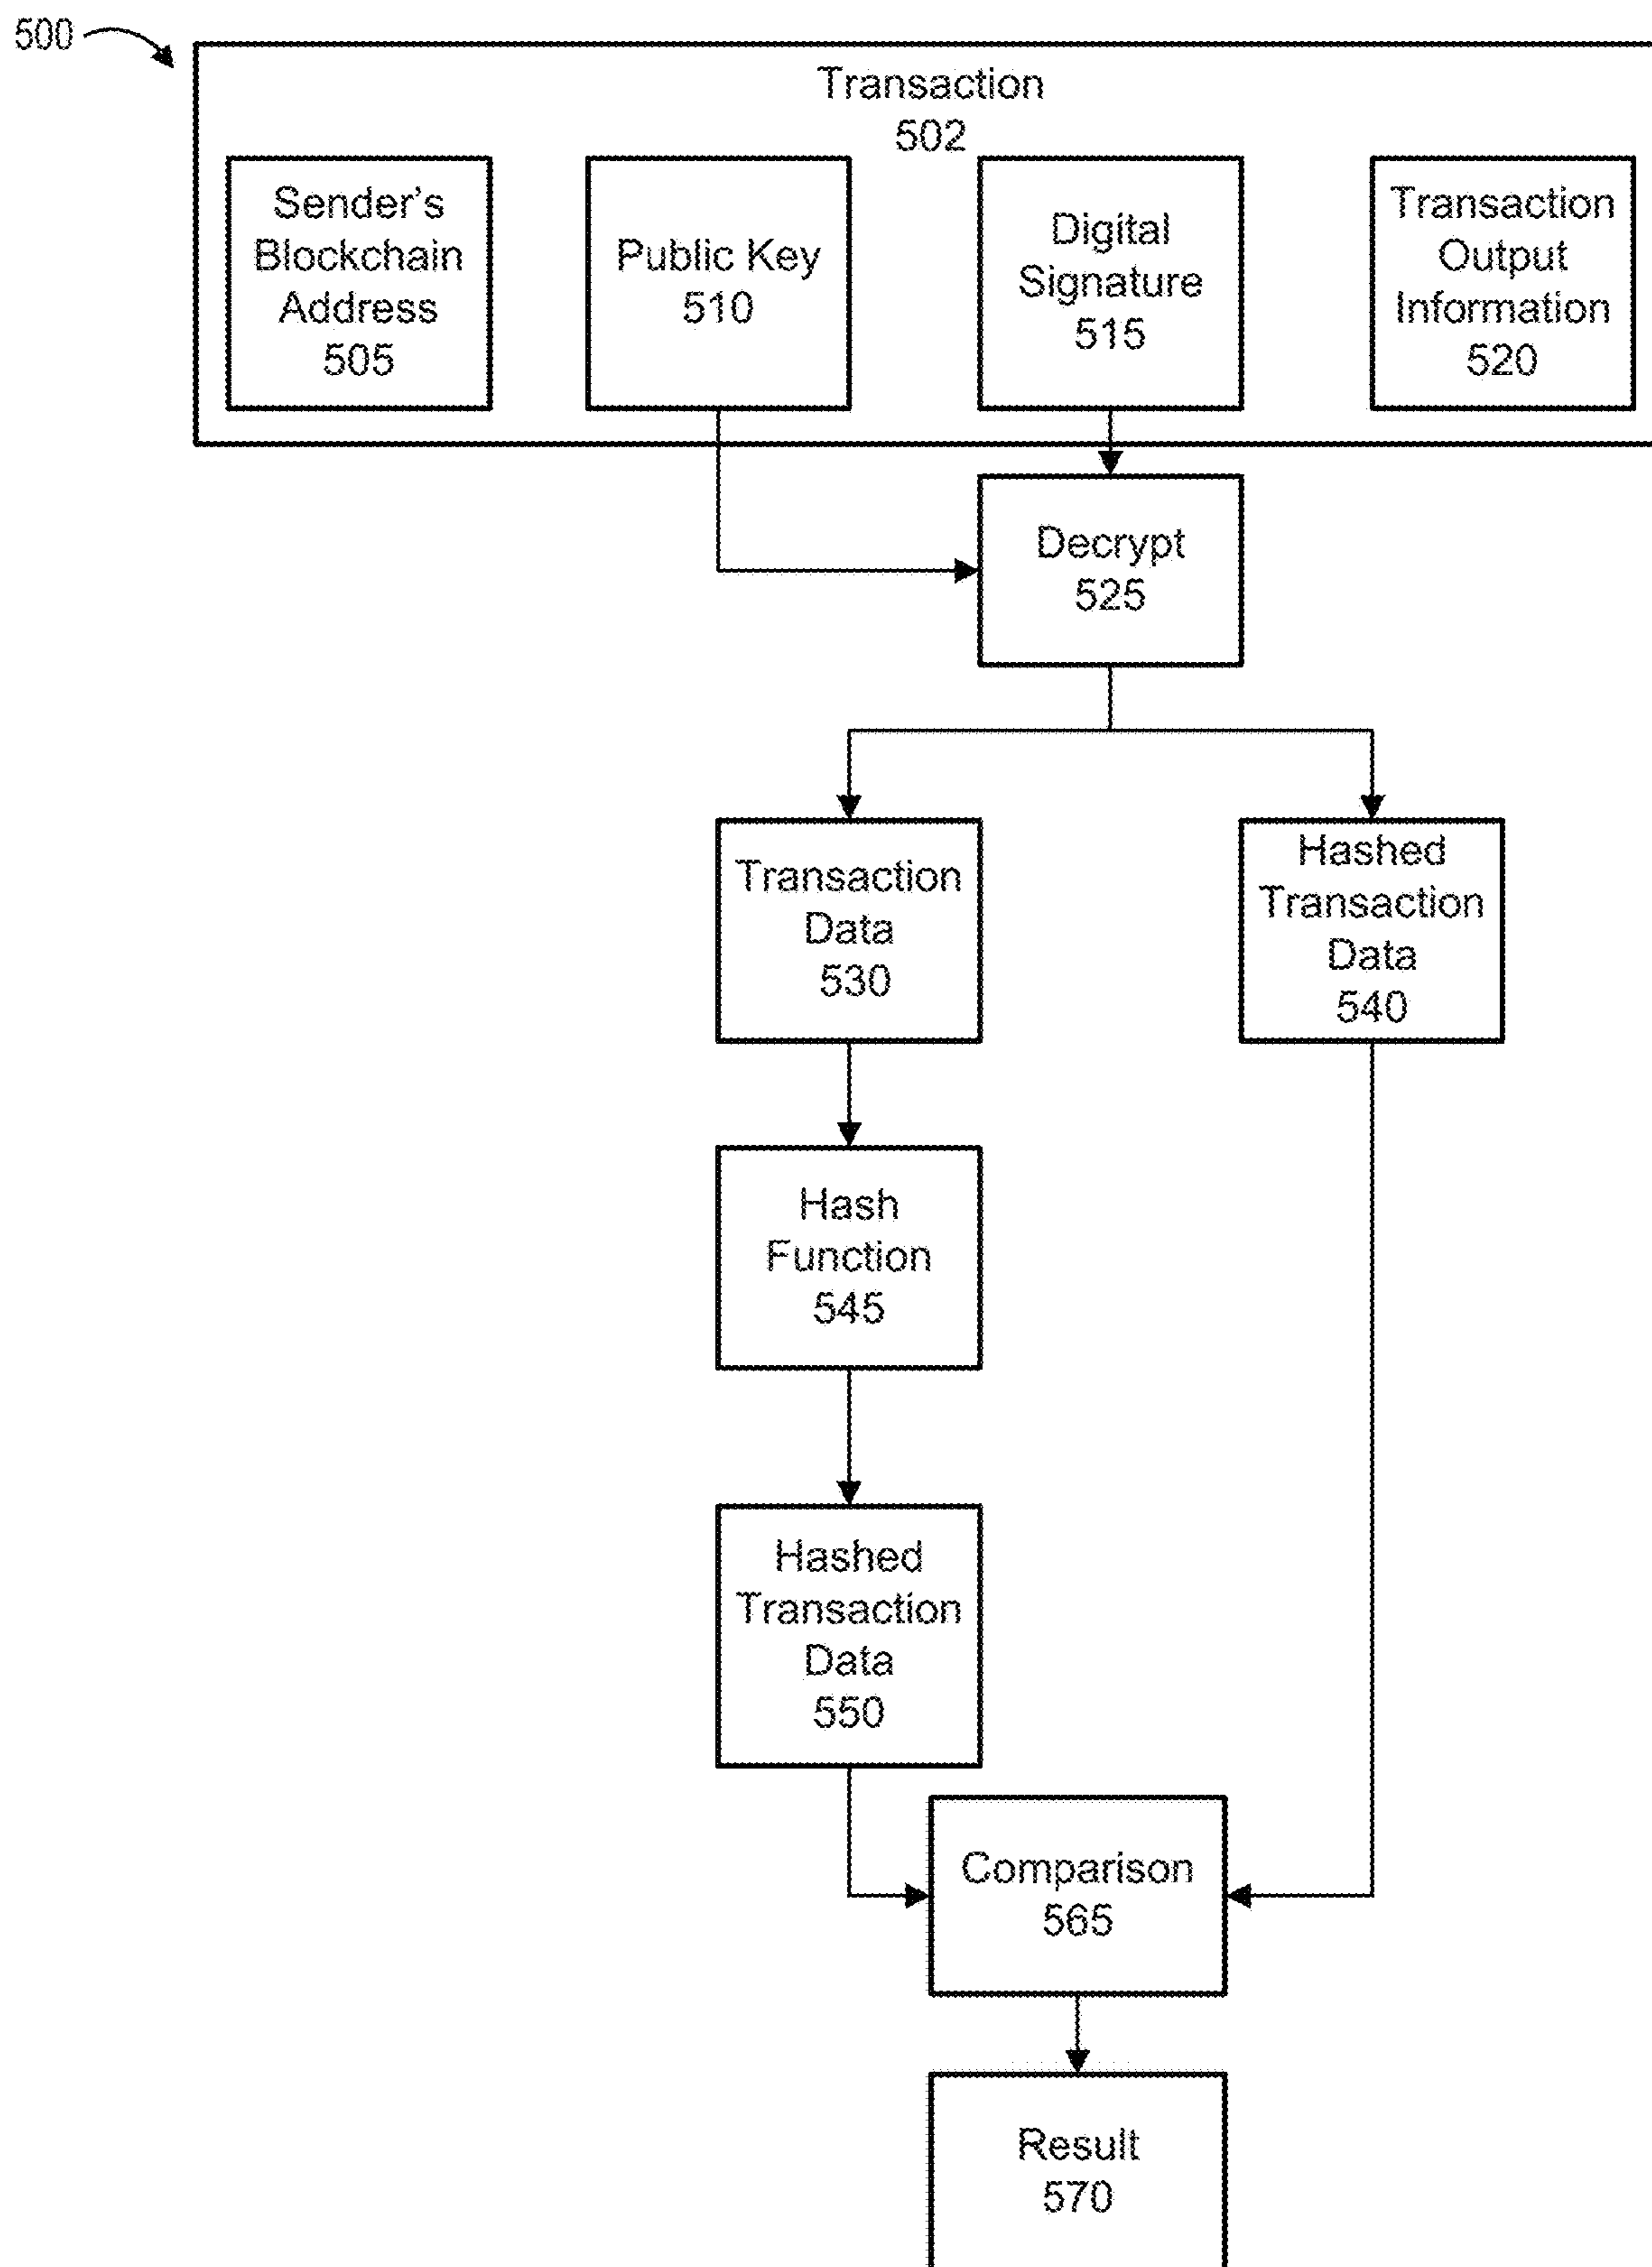 500
Transaction
502
Sender's
Blockchain
Address
505
Public Key
510
Digital
Signature
515
Transaction
Output
Information
520
Decrypt
525
Transaction
Data
530
Hashed
Transaction
Data
540
Hash
Function
545
Hashed
Transaction
Data
550
Comparison
565
Result
570